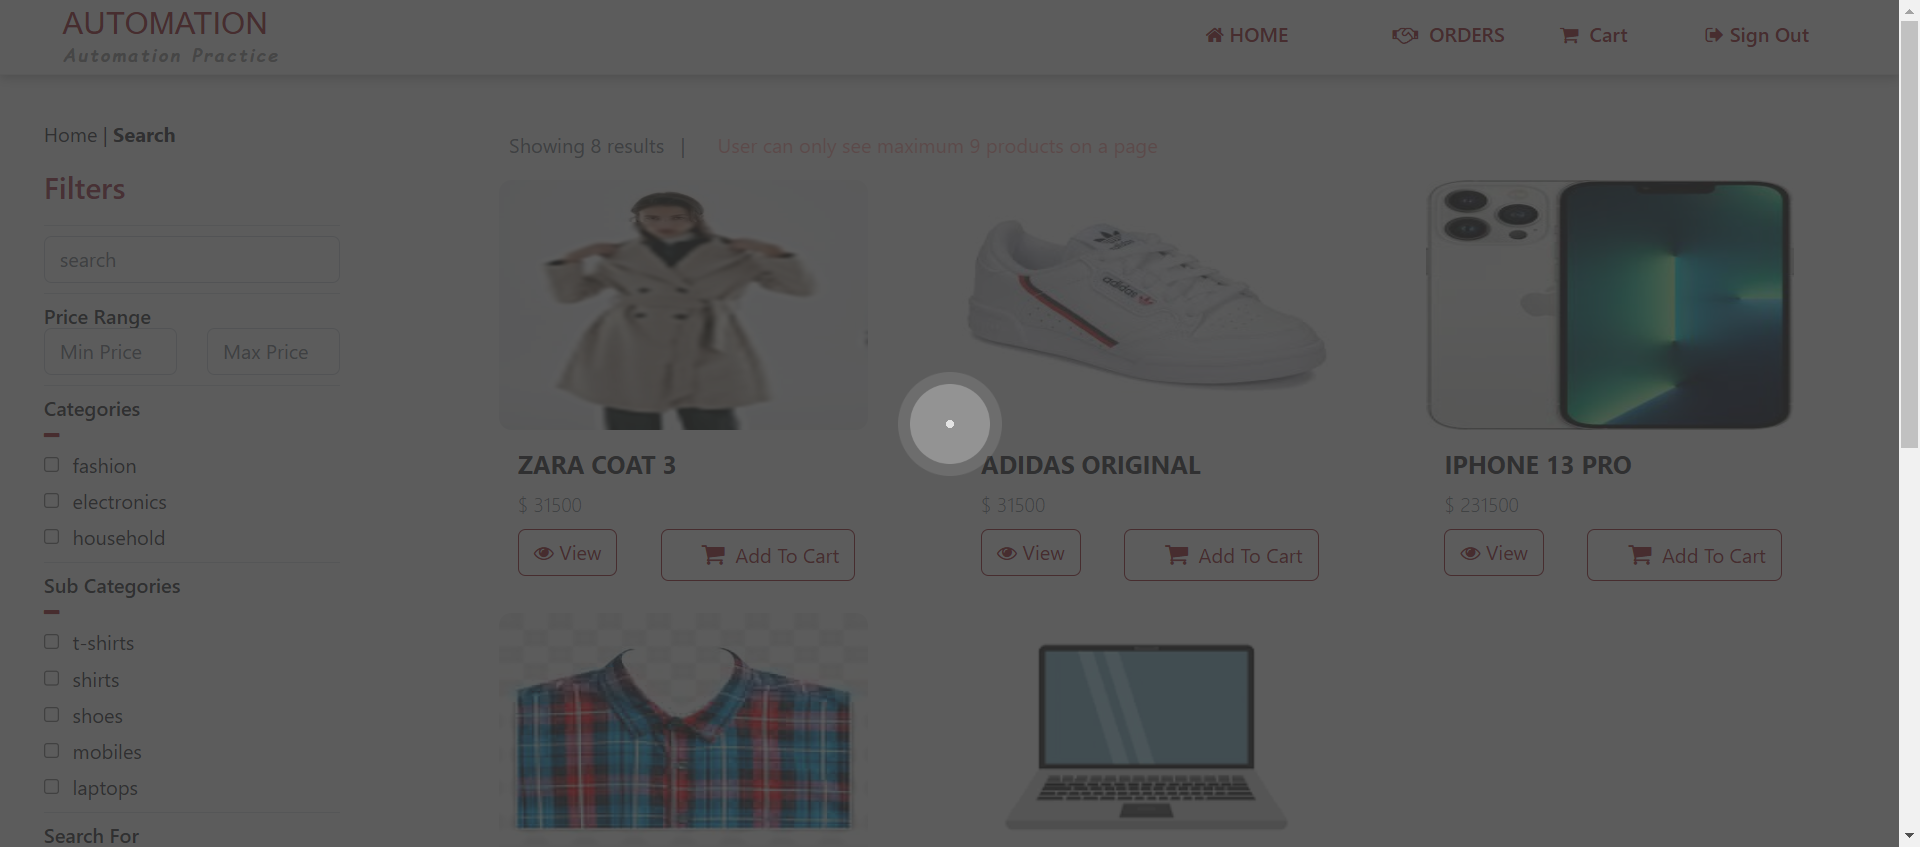 AUTOMATION
Automation Practice
HOME
ORDERS
Cart
Sign Out
Home | Search
Showing 8 results |
User can only see maximum 9 products on a page
Filters
search
Price Range
Min Price
Max Price
Categories
fashion
electronics
household
Sub Categories
t-shirts
shirts
shoes
mobiles
laptops
Search For
adidas
ZARA COAT 3
$ 31500
View
Add To Cart
ADIDAS ORIGINAL
$ 31500
View
Add To Cart
IPHONE 13 PRO
$ 231500
View
Add To Cart